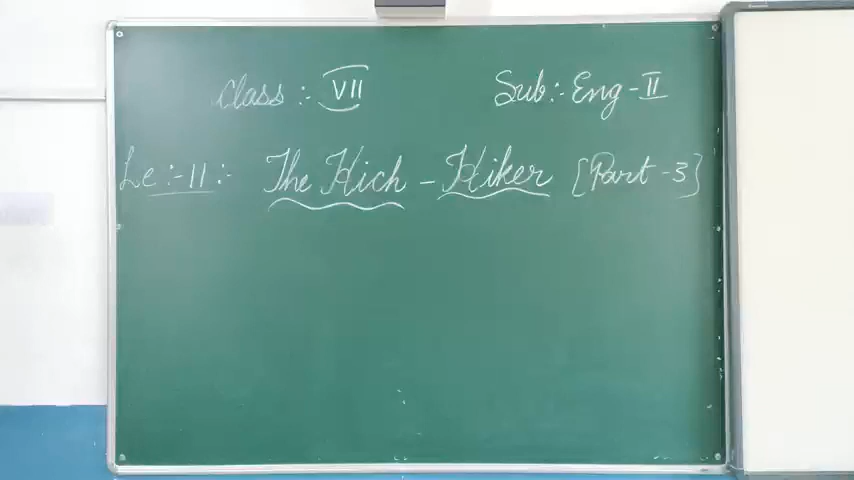 Class :- VII Sub:- Eng-II
Le :- 11 :- The Hich - Hiker [Part -3]